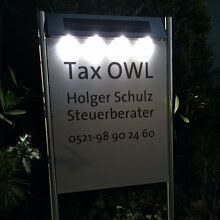 Tax OWL
Holger Schulz
Steuerberater
0521-98 90 24 60